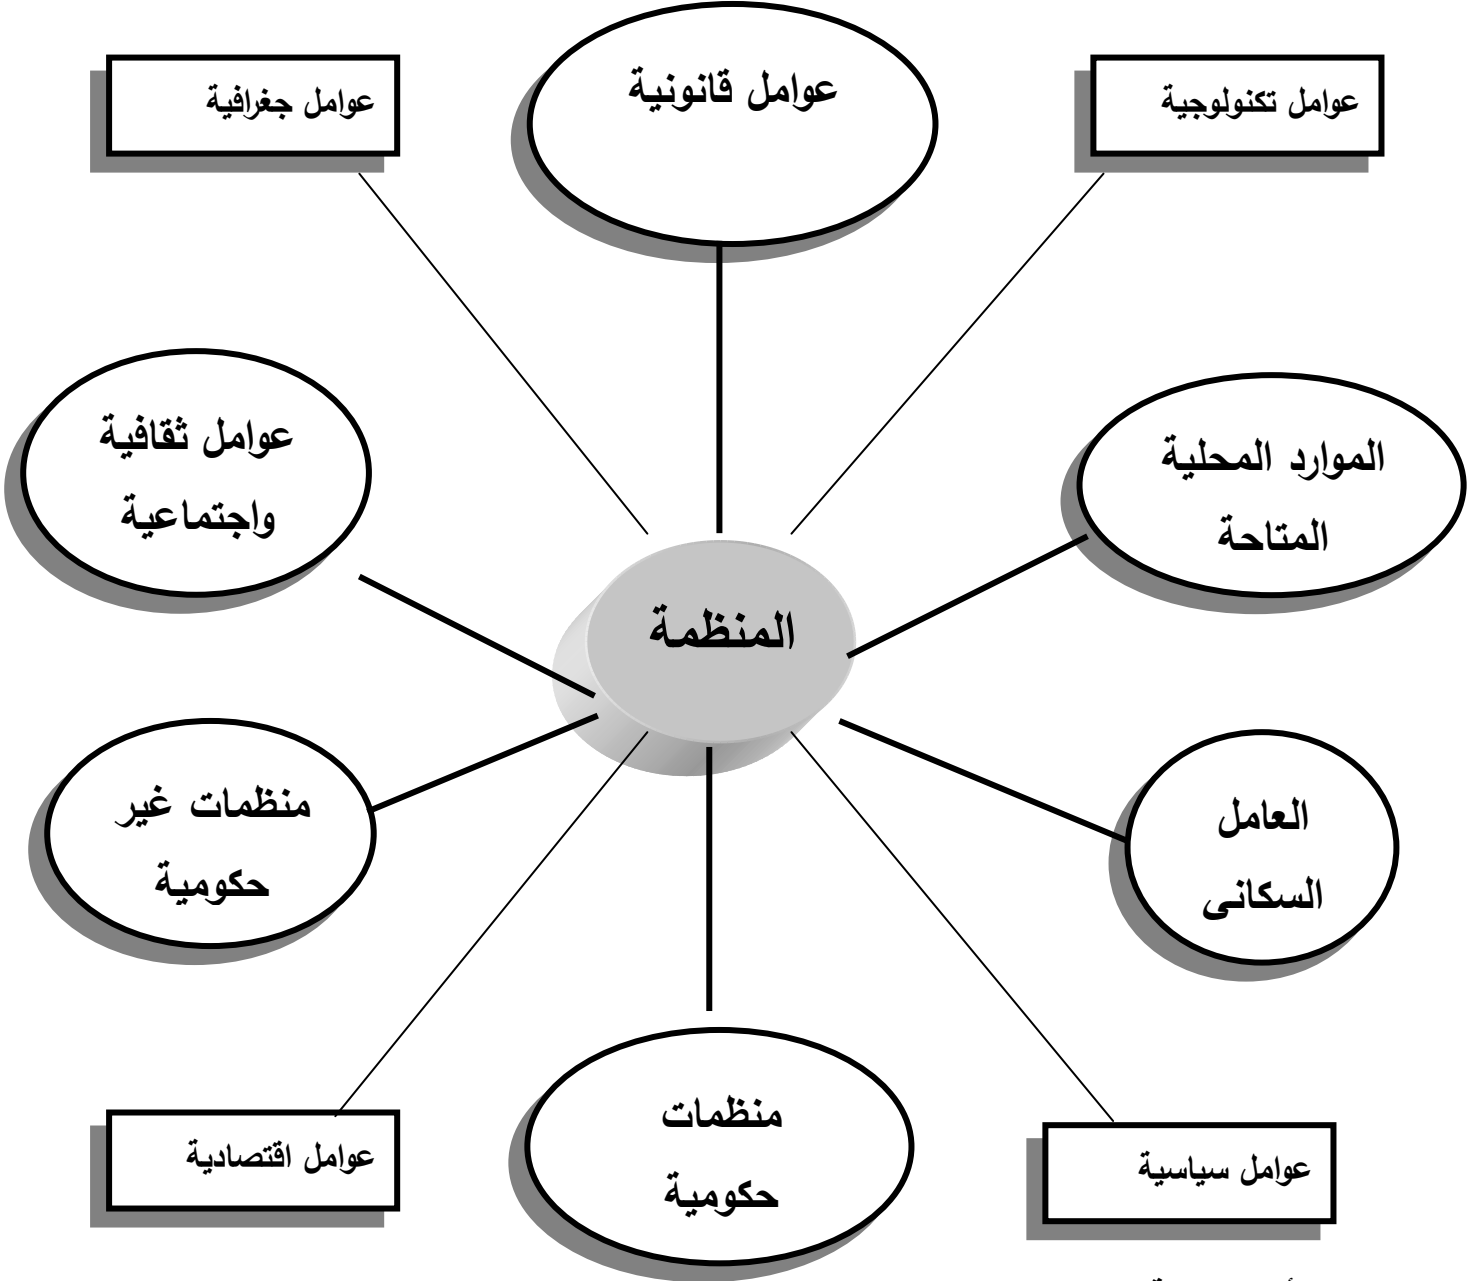 عوامل قانونية
عوامل تكنولوجية
عوامل جغرافية
الموارد المحلية
المتاحة
عوامل ثقافية
واجتماعية
المنظمة
العامل
السكانى
منظمات غير
حكومية
منظمات
حكومية
عوامل سياسية
عوامل اقتصادية